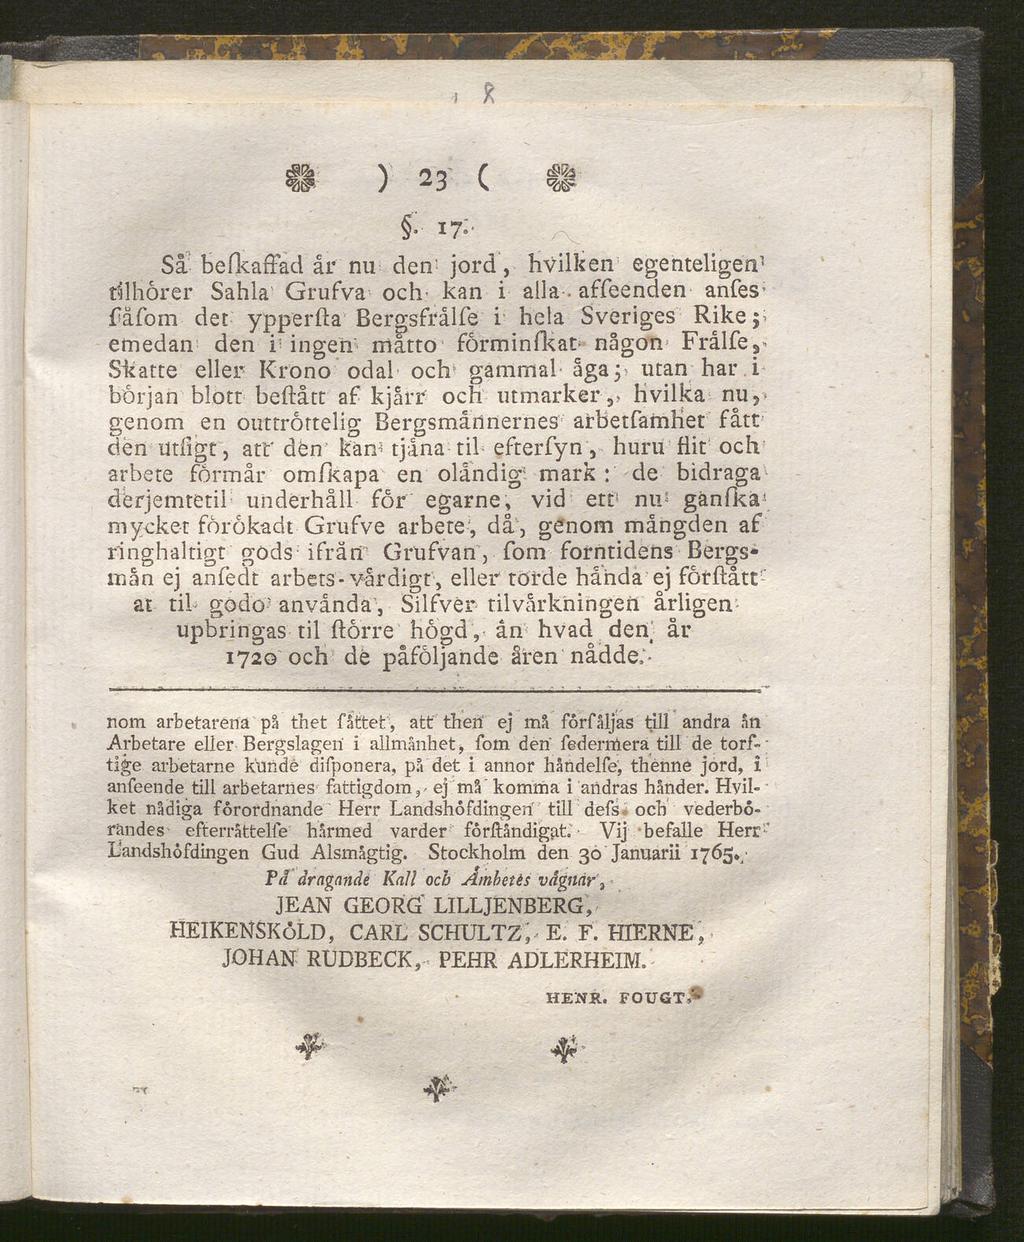 ) 23 (
§. 17.
Så beſkaffad år nu den jord, hvilken egenteligen
tilhörer Sahla Grufva och kan i alla affeenden anſes
ſåſom det ypperſta Bergsfrålſe i hela Sveriges Rike;
emedan den i ingen måtto förminſkat någon Frålſe,
Skatte eller Krono odal och gammal åga; utan har i
början blott beſtått af kjårr och utmarker, hvilka nu,
genom en outtröttelig Bergsmånnernes arbetſamhet fått
den utſigt, att den kan tjåna til efterſyn, huru flit och
arbete förmår omſkapa en olåndig mark: de bidraga
derjemtetil underhåll för egarne, vid ett nu ganſka
mycket förökadt Grufve arbete, då, genom mångden af
ringhaltigt gods ifrån Grufvan, ſom forntidens Bergs-
mån ej anſedt arbets-vårdigt, eller torde hånda ej förſtått
at til godo anvånda, Silfver tilvårkningen årligen
upbringas til ſtörre högd, ån hvad den år
1720 och de påföljande åren nådde.
nom arbetarena på thet ſåttet, att then ej må förſåljas till andra ån
Arbetare eller Bergslagen i allmånhet, ſom den ſedermera till de torf-
tige arbetarne kunde diſponera, på det i annor håndelſe, thenne jord, i
anſeende till arbetarnes fattigdom, ej må komma i andras hånder. Hvil-
ket nådiga förordnande Herr Landshöfdingen till deſs och vederbö-
randes efterråttelſe hårmed varder förſtåndigat. Vij befalle Herr
Landshöfdingen Gud Alsmågtig. Stockholm den 30 Januarii 1765.
På dragande Kall och Åmbetes vågnar,
JEAN GEORG LILLJENBERG,
HEIKENSKÖLD, CARL SCHULTZ, E. F. HIERNE,
JOHAN RUDBECK, PEHR ADLERHEIM.
HENR. FOUGT.